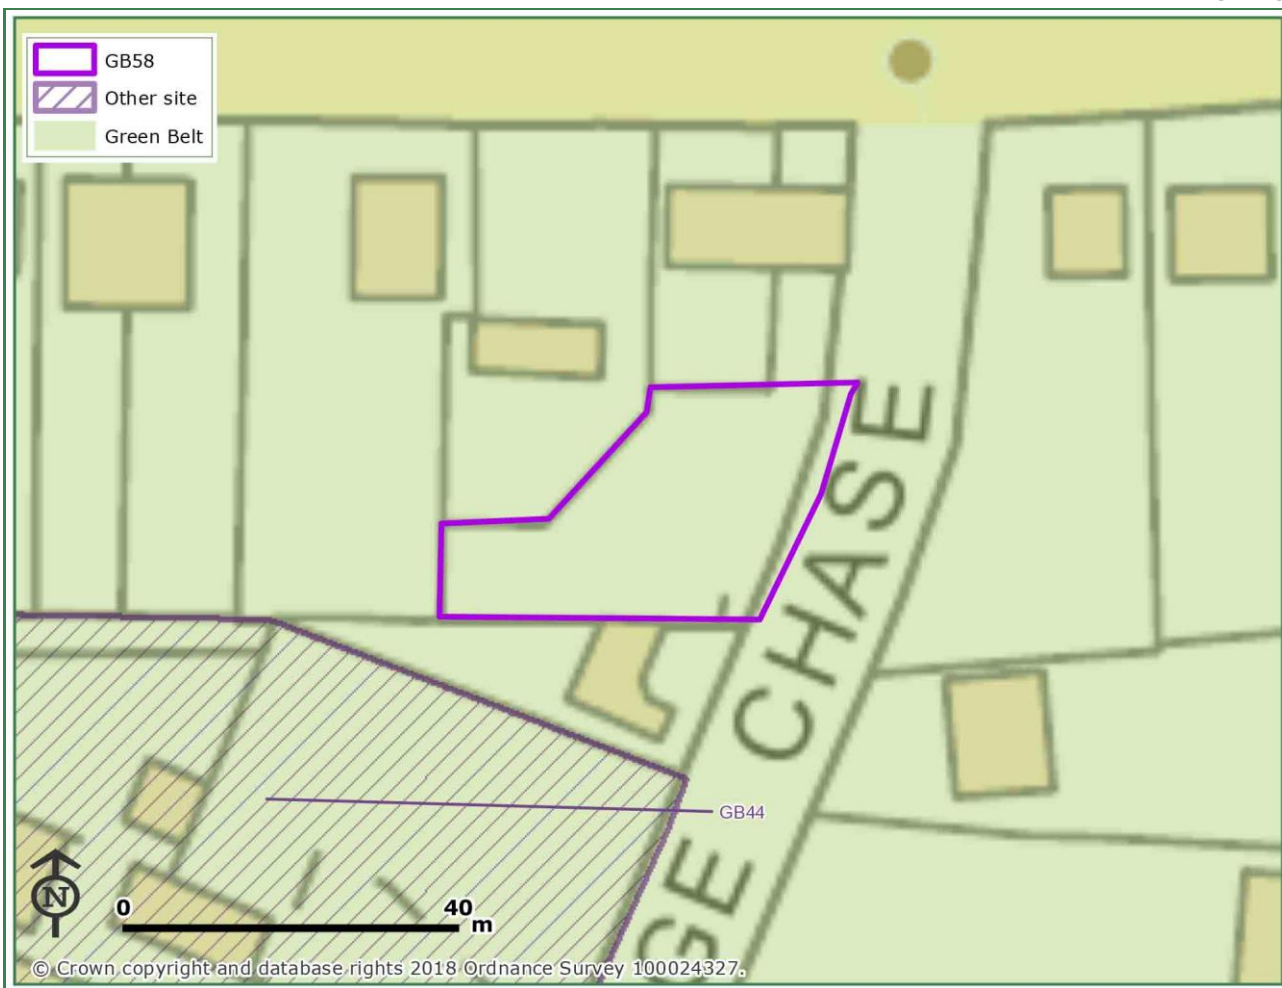 GB58
Other site
Green Belt
GE CHASE
GB44
N
0 40 m
© Crown copyright and database rights 2018 Ordnance Survey 100024327.